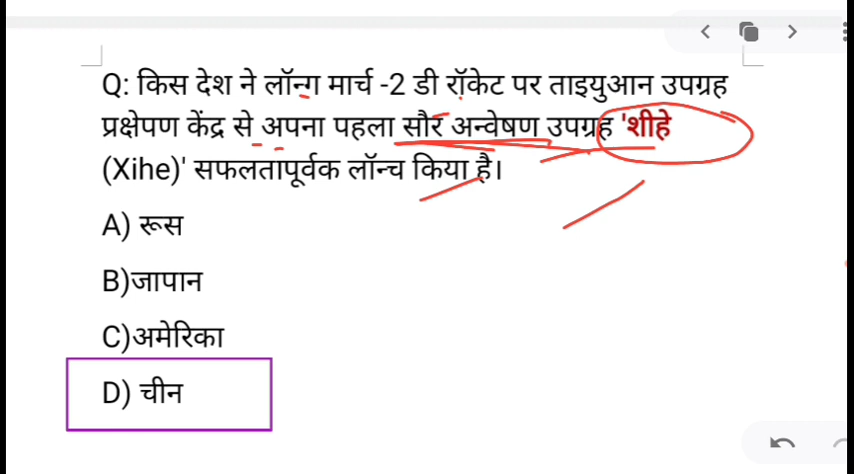 Q: किस देश ने लॉन्ग मार्च -2 डी रॉकेट पर ताइयुआन उपग्रह
प्रक्षेपण केंद्र से अपना पहला सौर अन्वेषण उपग्रह 'शीहे
(Xihe)' सफलतापूर्वक लॉन्च किया है।
A) रूस
B)जापान
C)अमेरिका
D) चीन